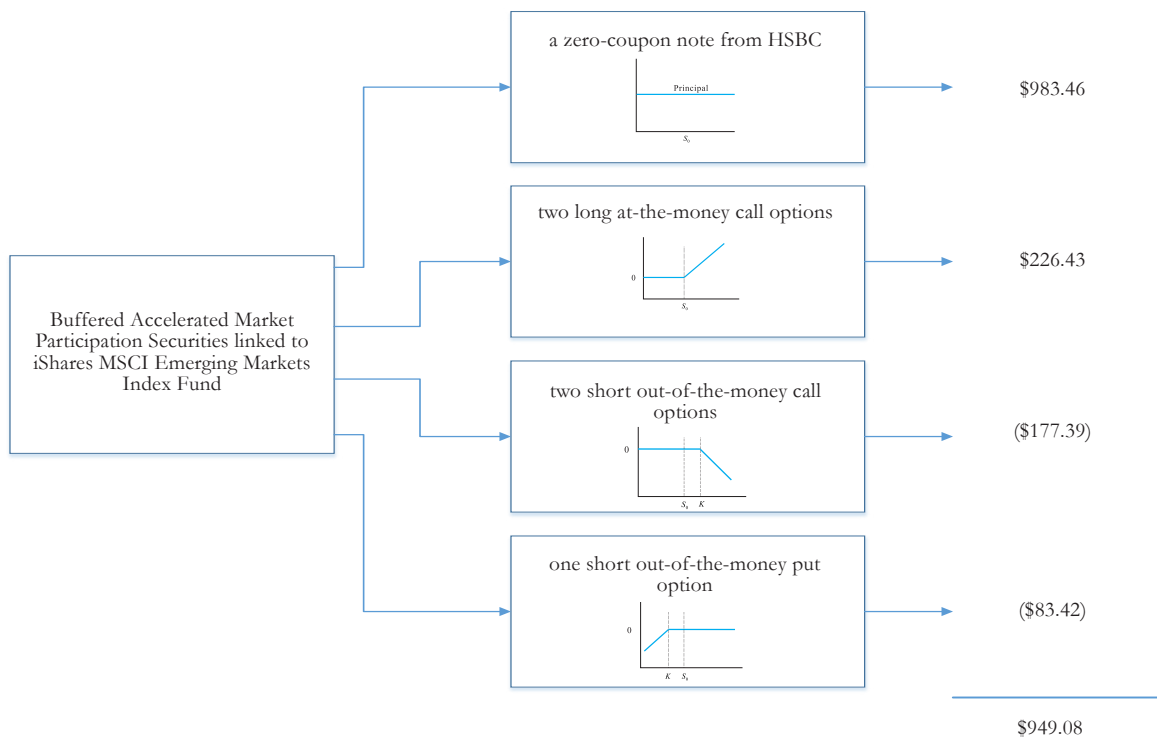 a zero-coupon note from HSBC
Principal
S₀
$983.46
two long at-the-money call options
0
S₀
$226.43
Buffered Accelerated Market
Participation Securities linked to
iShares MSCI Emerging Markets
Index Fund
two short out-of-the-money call
options
0
S₀ K
($177.39)
one short out-of-the-money put
option
0
K S₀
($83.42)
$949.08